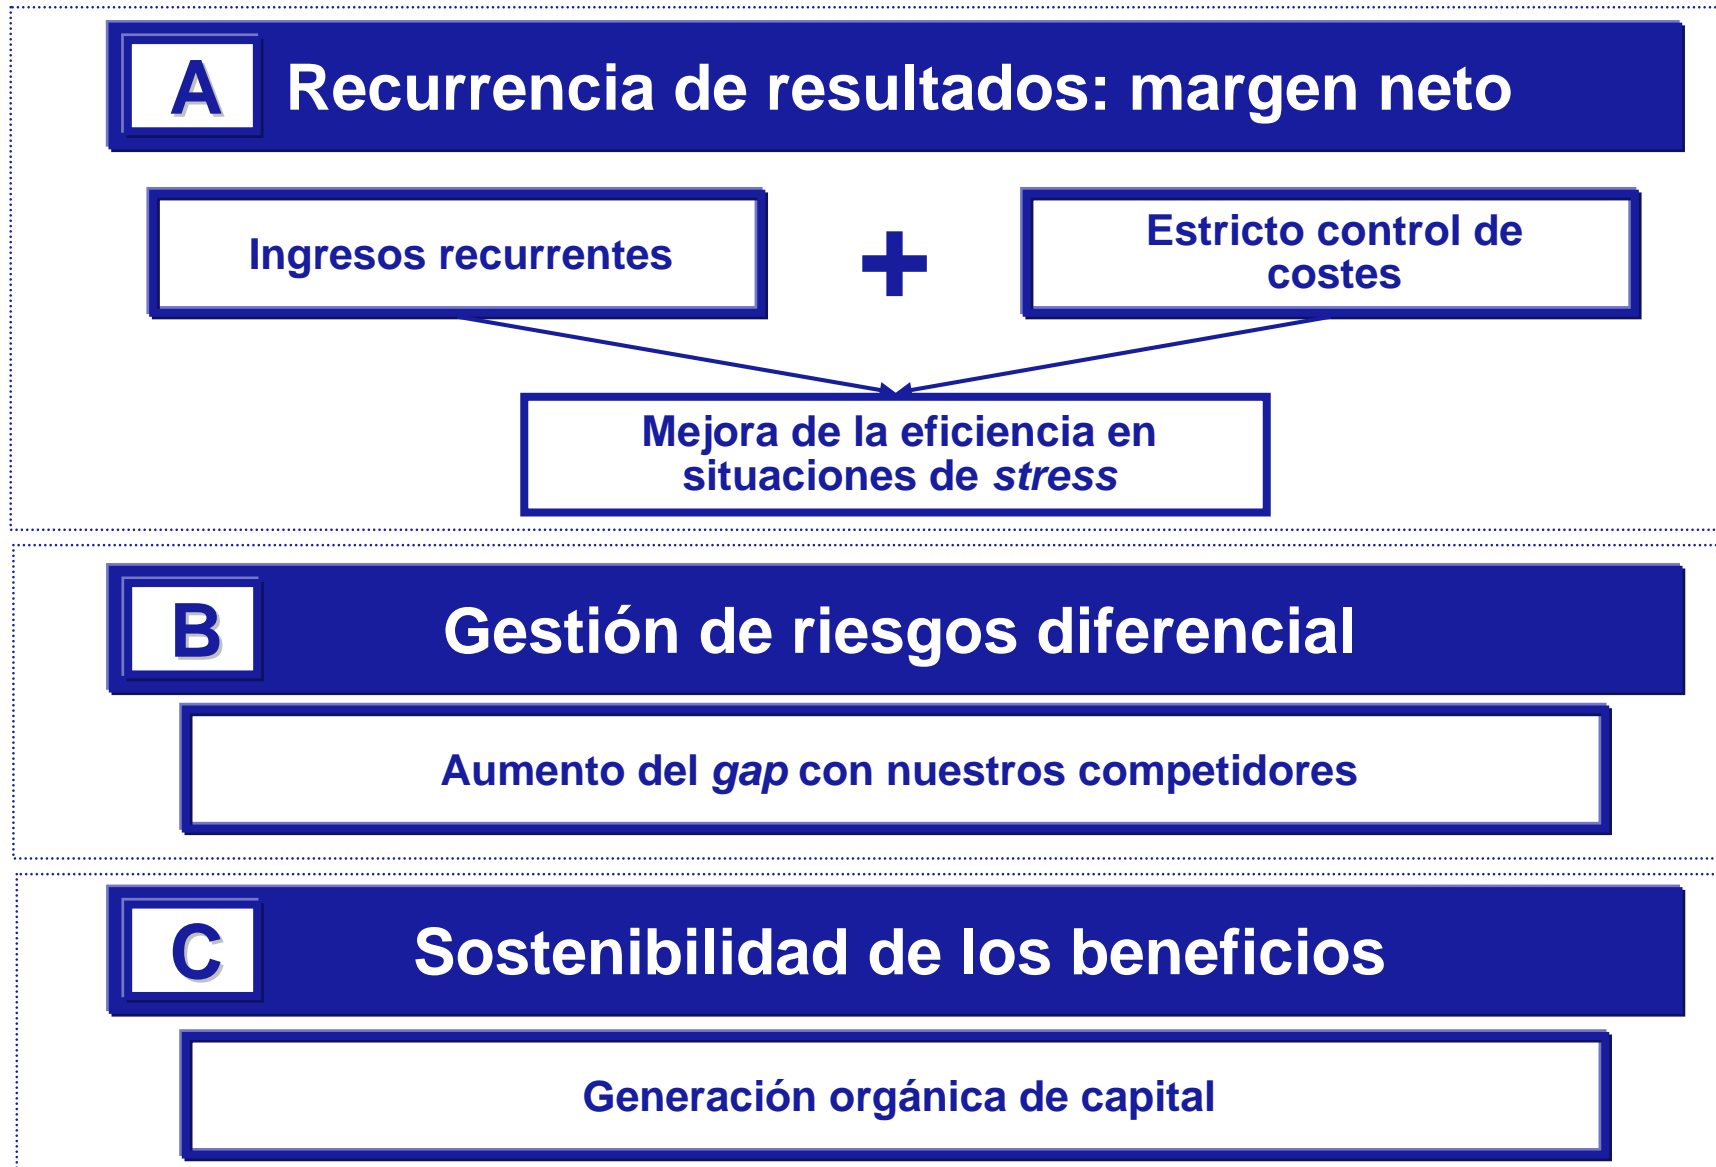 A Recurrencia de resultados: margen neto
Ingresos recurrentes
+
Estricto control de
costes
Mejora de la eficiencia en
situaciones de stress
B Gestión de riesgos diferencial
Aumento del gap con nuestros competidores
C Sostenibilidad de los beneficios
Generación orgánica de capital